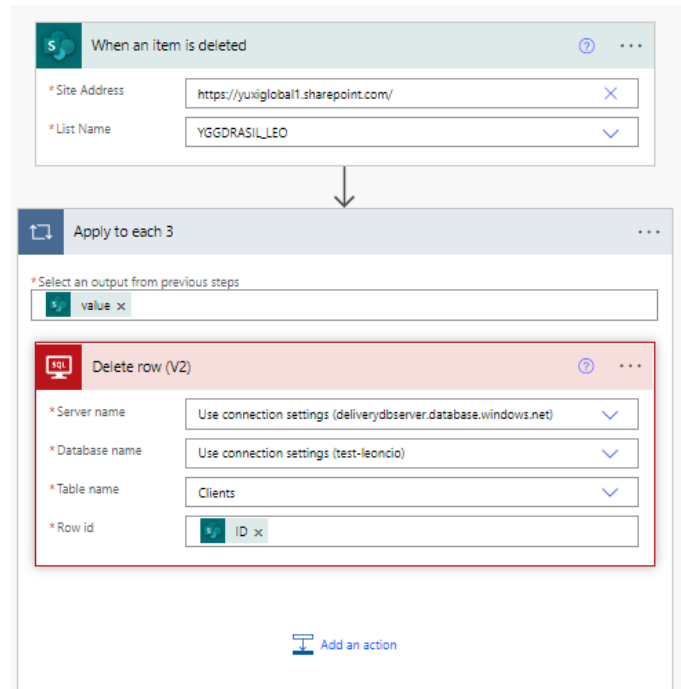 S
When an item is deleted
?
...
* Site Address
https://yuxiglobal1.sharepoint.com/
* List Name
YGGDRASIL_LEO
Apply to each 3
...
* Select an output from previous steps
S
value ×
SQL
Delete row (V2)
?
...
* Server name
Use connection settings (deliverydbserver.database.windows.net)
* Database name
Use connection settings (test-leoncio)
* Table name
Clients
* Row id
S
ID ×
Add an action